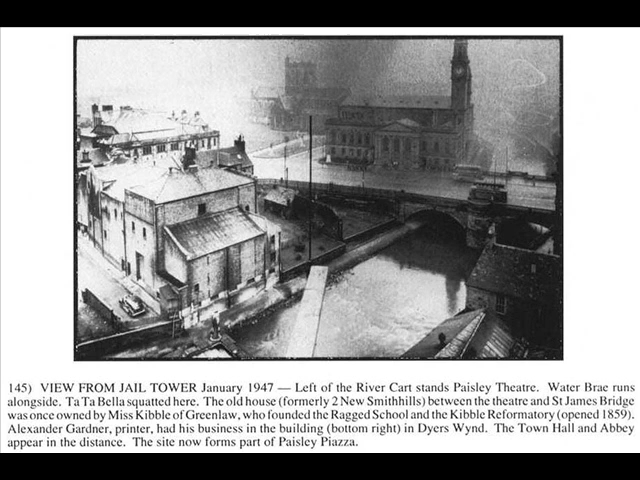 145) VIEW FROM JAIL TOWER January 1947 — Left of the River Cart stands Paisley Theatre. Water Brae runs
alongside. Ta Ta Bella squatted here. The old house (formerly 2 New Smithhills) between the theatre and St James Bridge
was once owned by Miss Kibble of Greenlaw, who founded the Ragged School and the Kibble Reformatory (opened 1859).
Alexander Gardner, printer, had his business in the building (bottom right) in Dyers Wynd. The Town Hall and Abbey
appear in the distance. The site now forms part of Paisley Piazza.